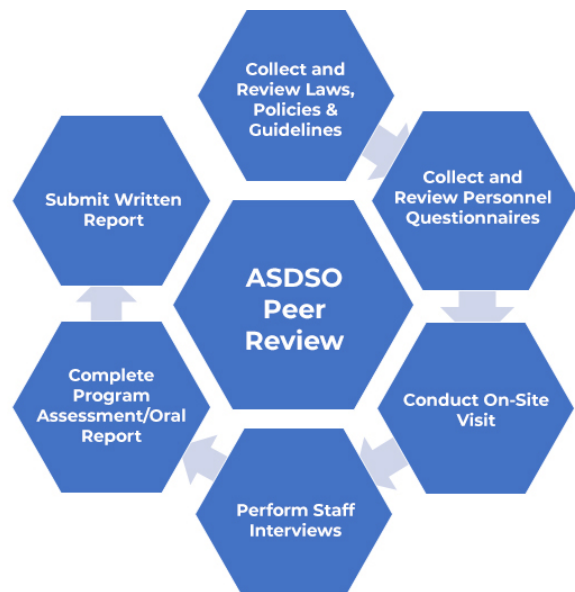 Collect and
Review Laws,
Policies &
Guidelines
Collect and
Review Personnel
Questionnaires
Conduct On-Site
Visit
Perform Staff
Interviews
Complete
Program
Assessment/Oral
Report
Submit Written
Report
ASDSO
Peer
Review